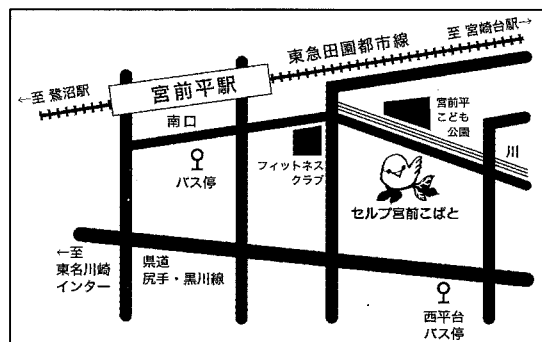 至 宮崎台駅→
東急田園都市線
宮前平駅
←至 鷺沼駅
南口
バス停
フィットネス
クラブ
宮前平
こども
公園
川
セルプ宮前こばと
←至
東名川崎
インター
県道
尻手・黒川線
西平台
バス停